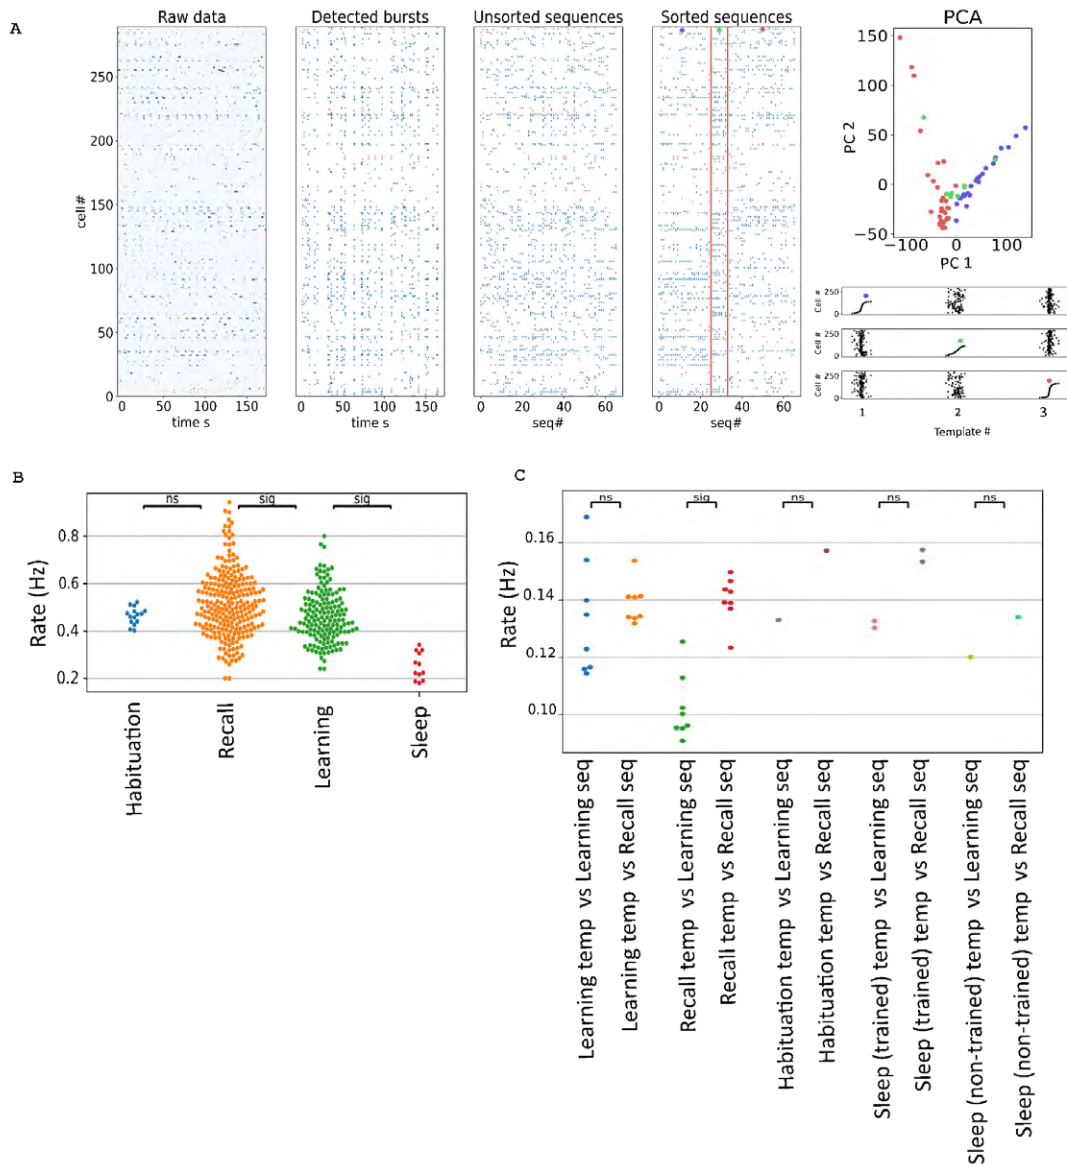 A
Raw data
Detected bursts
Unsorted sequences
Sorted sequences
PCA
cell #
250
200
150
100
50
0
0 50 100 150
time s
0 50 100 150
time s
0 20 40 60
seq#
0 20 40 60
seq#
PC 2
150
100
50
0
−50
−100 0 100
PC 1
Cell #
250
0
Cell #
250
0
Cell #
250
0
1 2 3
Template #
B
ns sig sig
Rate (Hz)
0.8
0.6
0.4
0.2
Habituation
Recall
Learning
Sleep
C
ns sig ns ns ns
Rate (Hz)
0.16
0.14
0.12
0.10
Learning temp vs Learning seq
Learning temp vs Recall seq
Recall temp vs Learning seq
Recall temp vs Recall seq
Habituation temp vs Learning seq
Habituation temp vs Recall seq
Sleep (trained) temp vs Learning seq
Sleep (trained) temp vs Recall seq
Sleep (non-trained) temp vs Learning seq
Sleep (non-trained) temp vs Recall seq